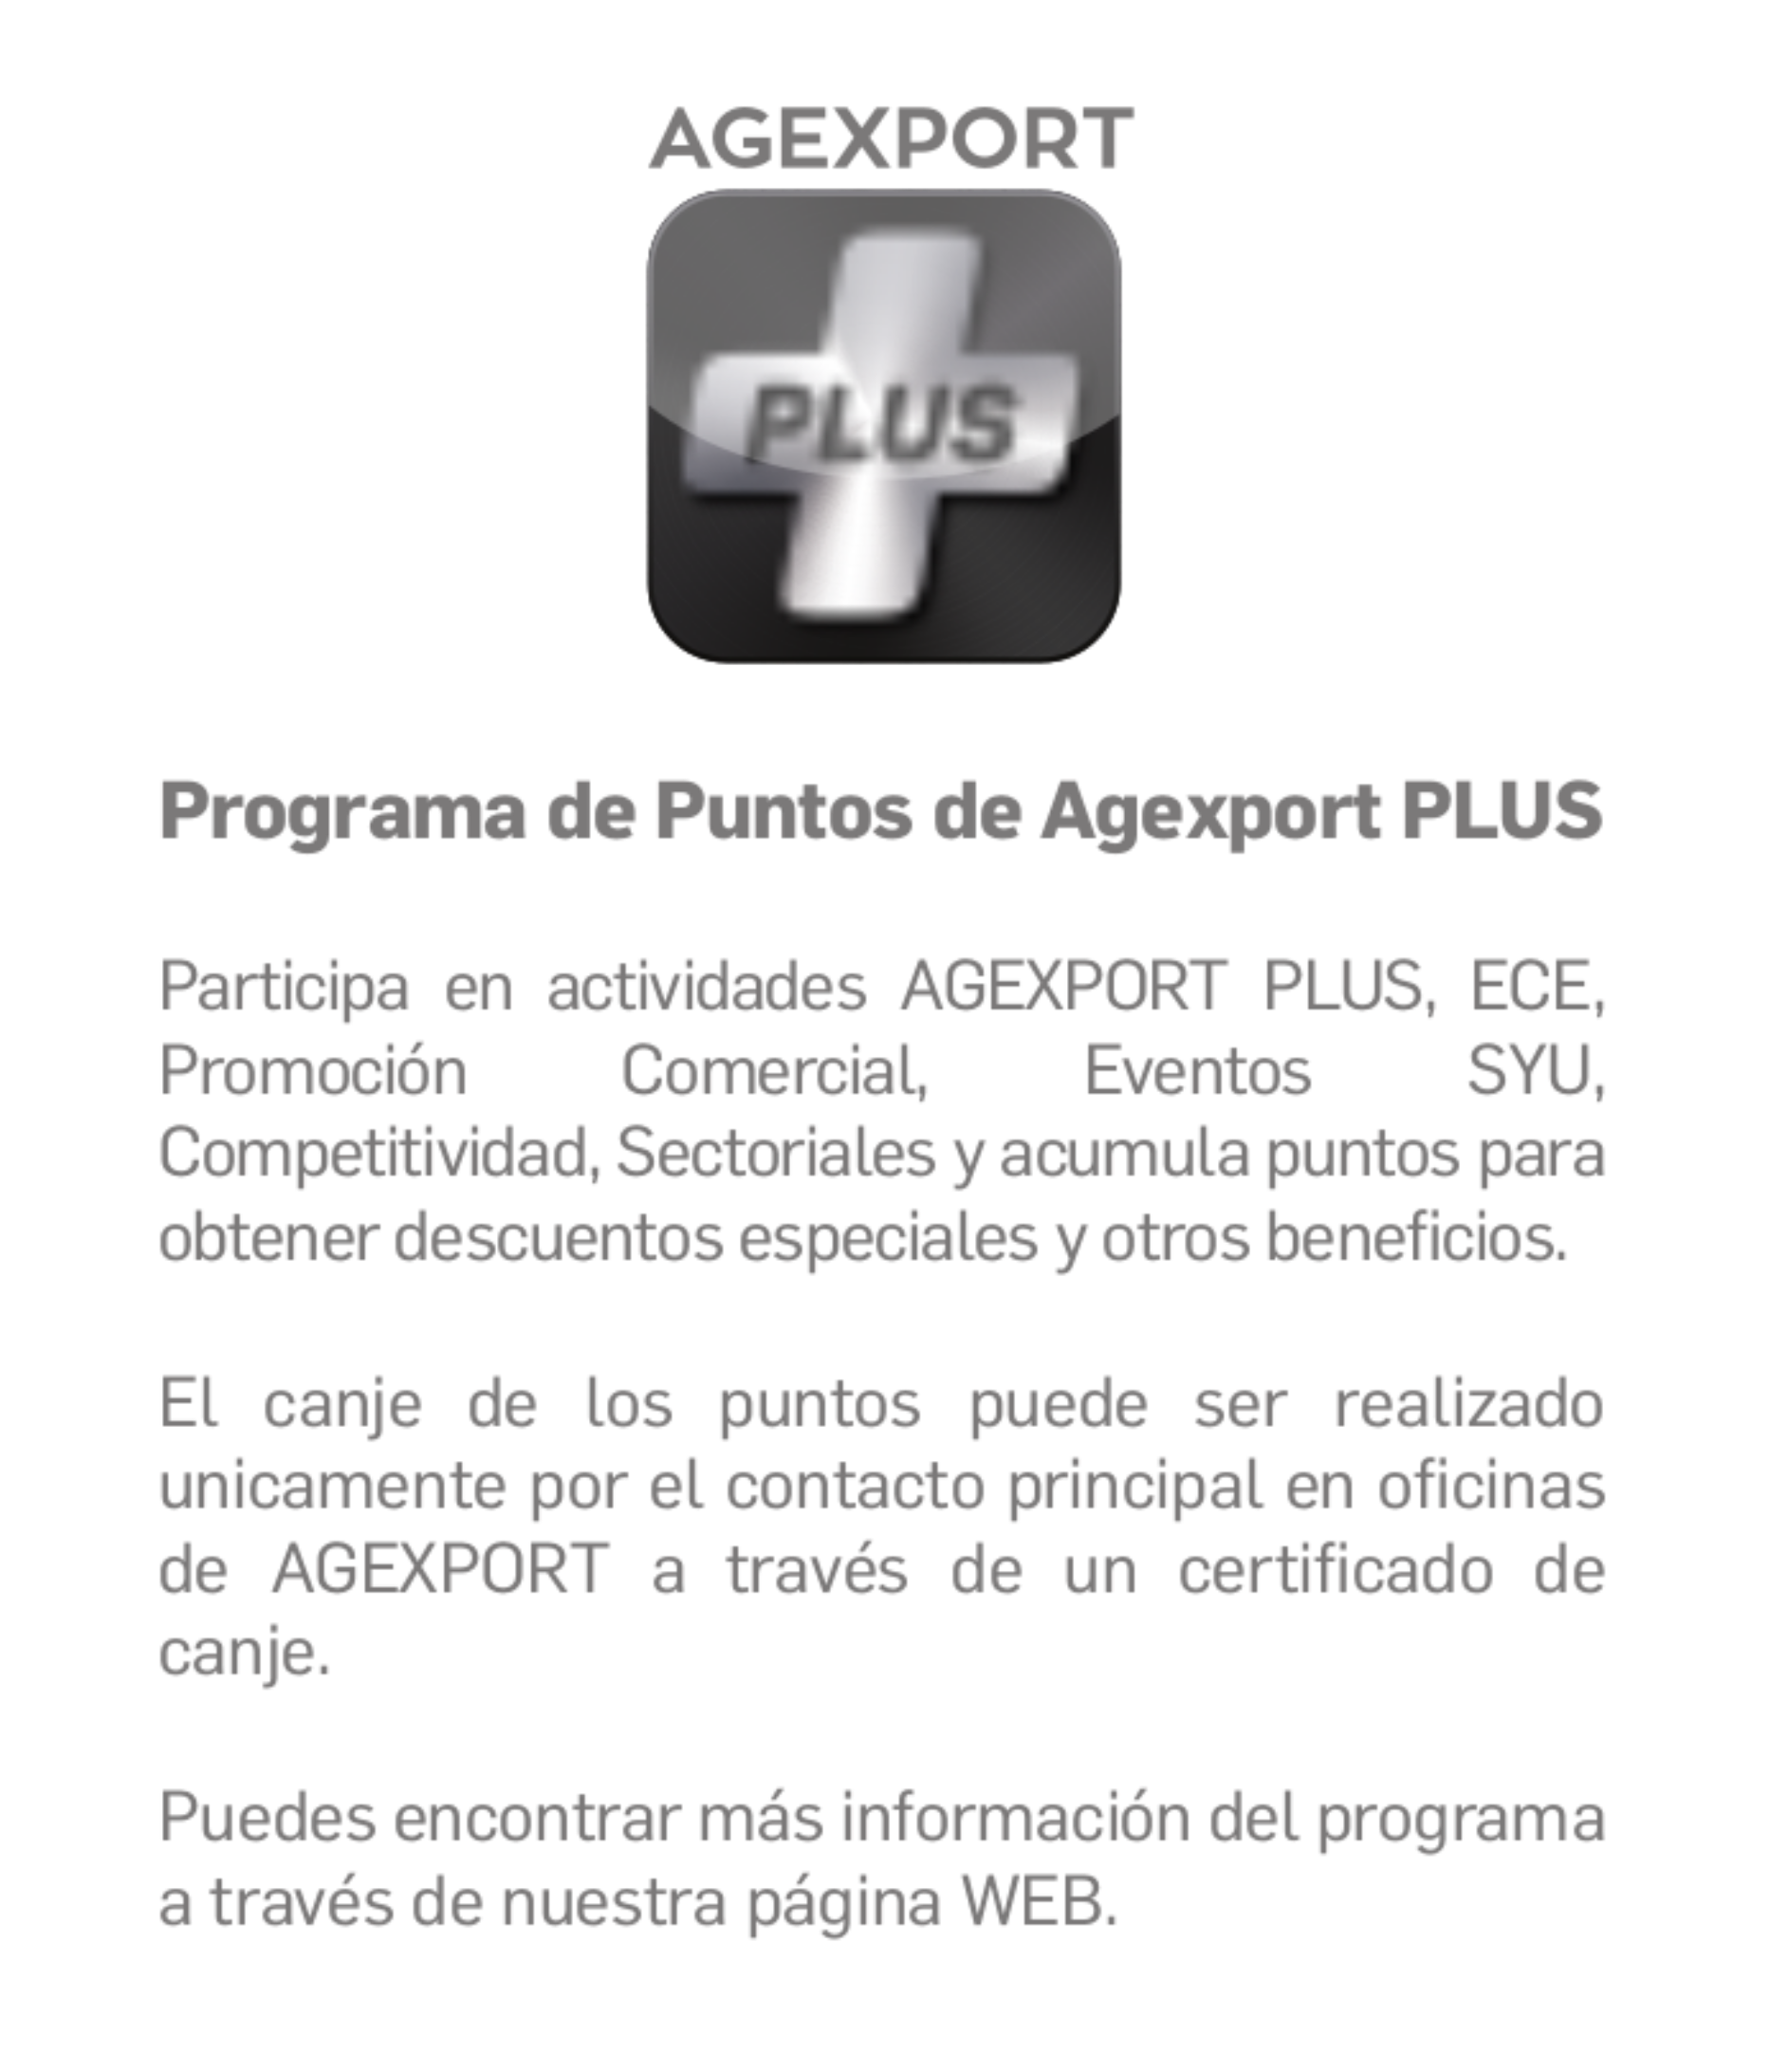 AGEXPORT
PLUS
Programa de Puntos de Agexport PLUS
Participa en actividades AGEXPORT PLUS, ECE,
Promoción Comercial, Eventos SYU,
Competitividad, Sectoriales y acumula puntos para
obtener descuentos especiales y otros beneficios.
El canje de los puntos puede ser realizado
unicamente por el contacto principal en oficinas
de AGEXPORT a través de un certificado de
canje.
Puedes encontrar más información del programa
a través de nuestra página WEB.